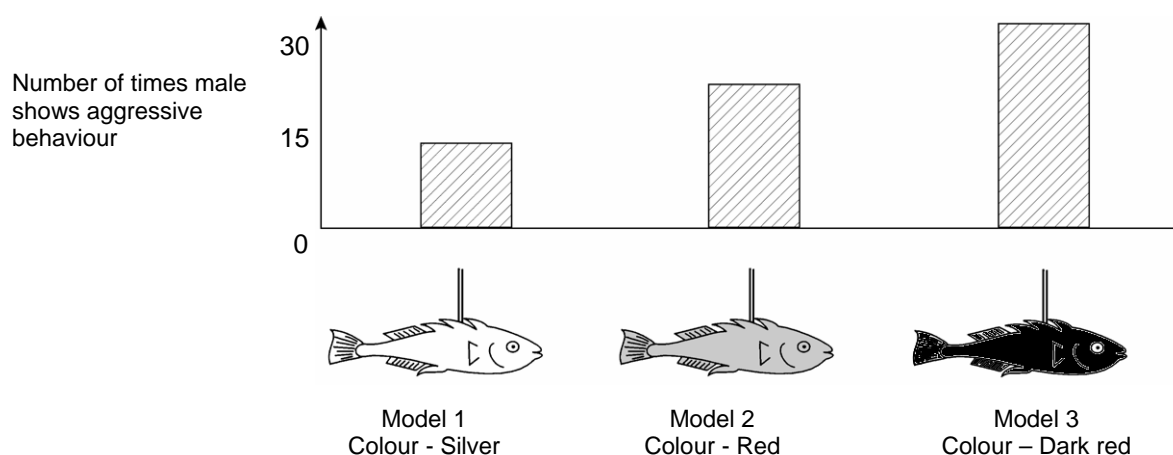 30
Number of times male
shows aggressive
behaviour
15
0
Model 1
Colour - Silver
Model 2
Colour - Red
Model 3
Colour – Dark red